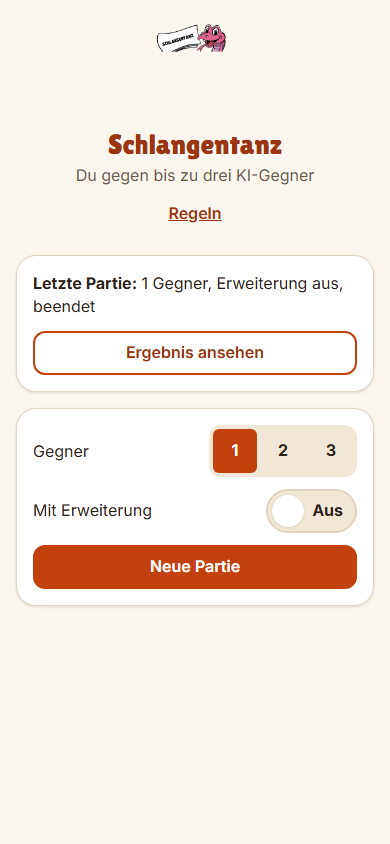 SCHLANGENTANZ
Schlangentanz
Du gegen bis zu drei KI-Gegner
Regeln
Letzte Partie: 1 Gegner, Erweiterung aus,
beendet
Ergebnis ansehen
Gegner 1 2 3
Mit Erweiterung Aus
Neue Partie